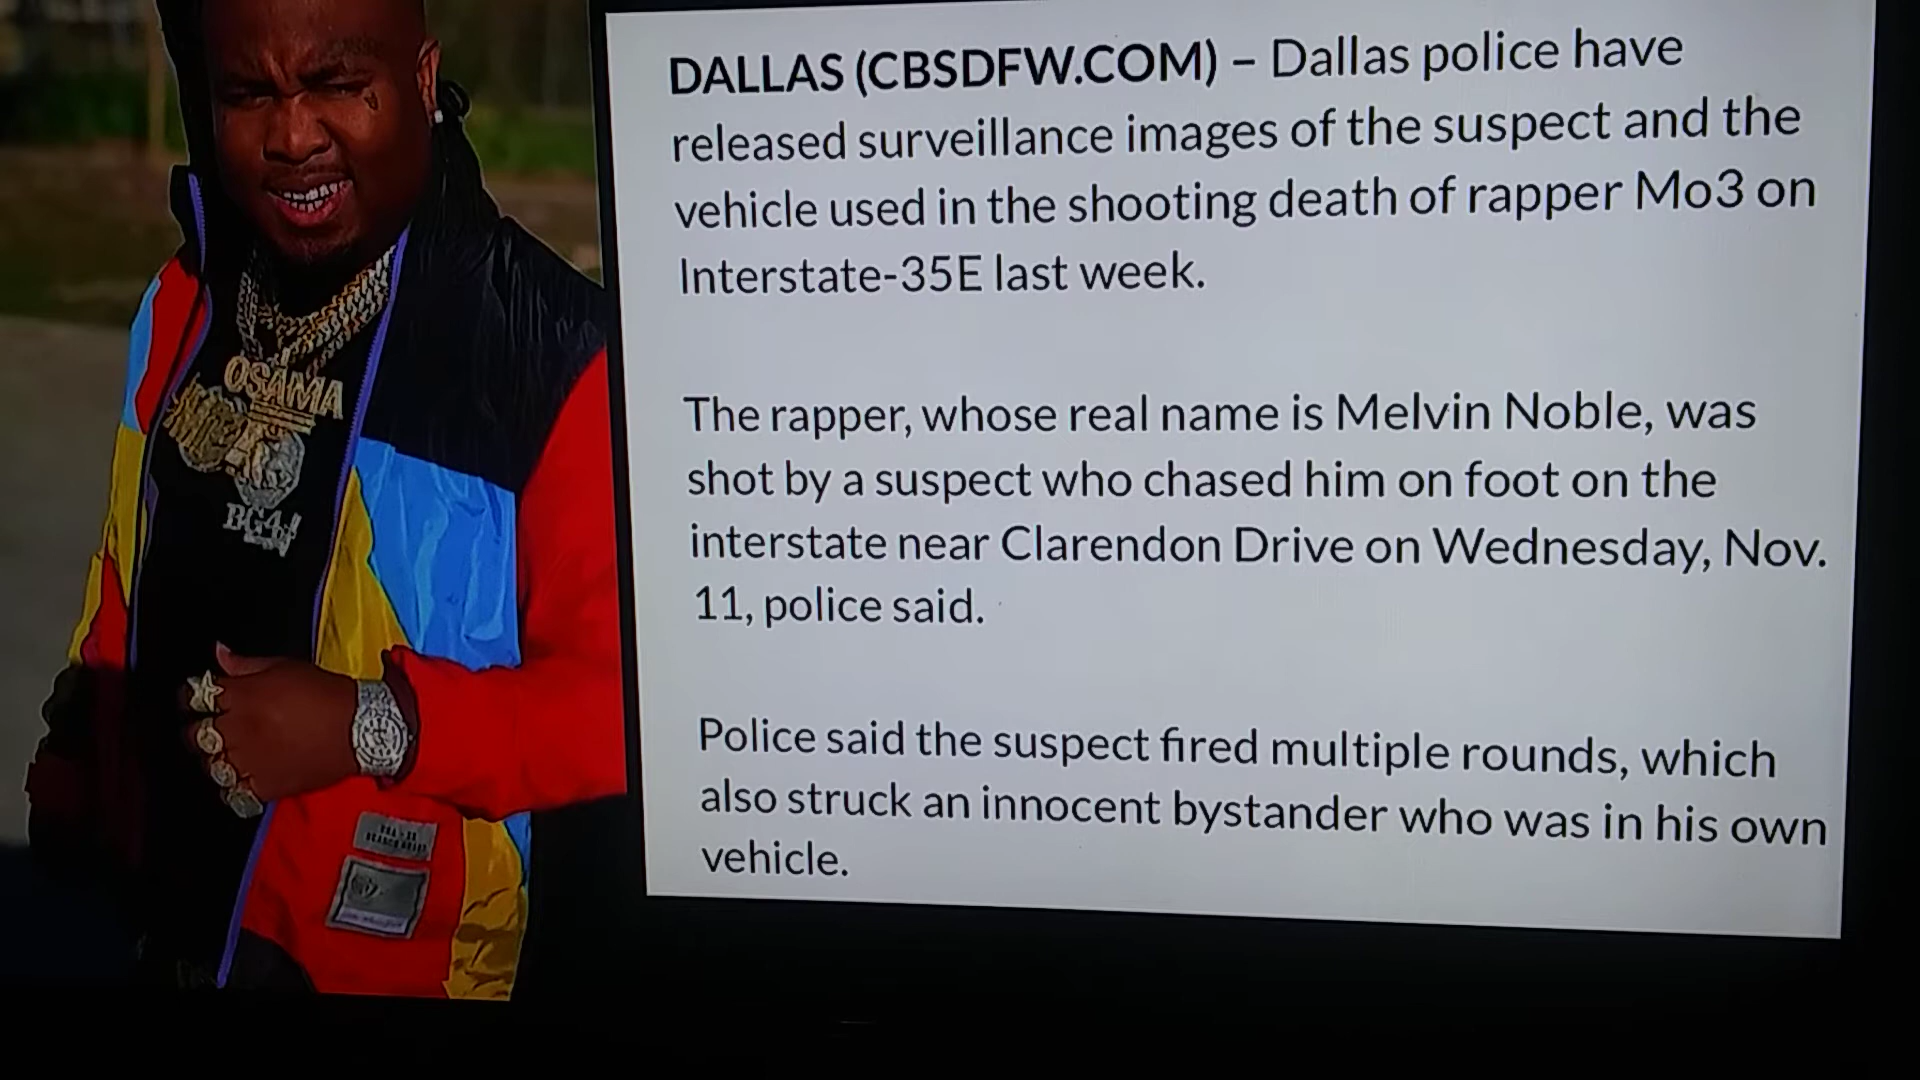 DALLAS (CBSDFW.COM) – Dallas police have
released surveillance images of the suspect and the
vehicle used in the shooting death of rapper Mo3 on
Interstate-35E last week.
The rapper, whose real name is Melvin Noble, was
shot by a suspect who chased him on foot on the
interstate near Clarendon Drive on Wednesday, Nov.
11, police said.
Police said the suspect fired multiple rounds, which
also struck an innocent bystander who was in his own
vehicle.
OSAMA